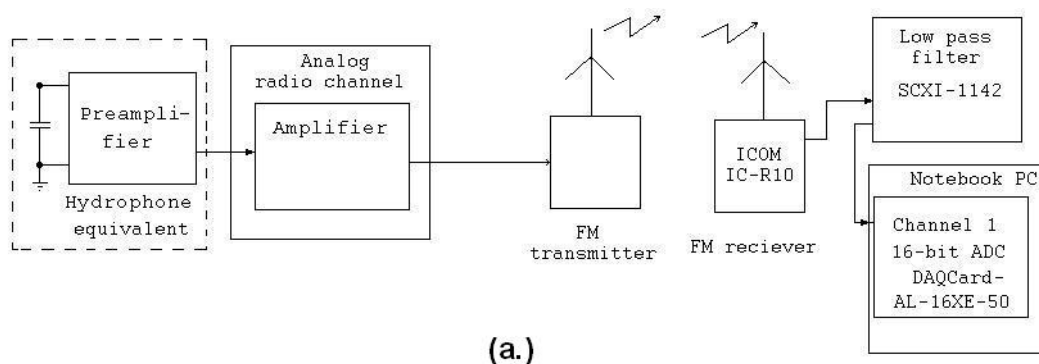 Preampli-
fier
Hydrophone
equivalent
Analog
radio channel
Amplifier
FM
transmitter
ICOM
IC-R10
FM reciever
Low pass
filter
SCXI-1142
Notebook PC
Channel 1
16-bit ADC
DAQCard-
AL-16XE-50
(a.)